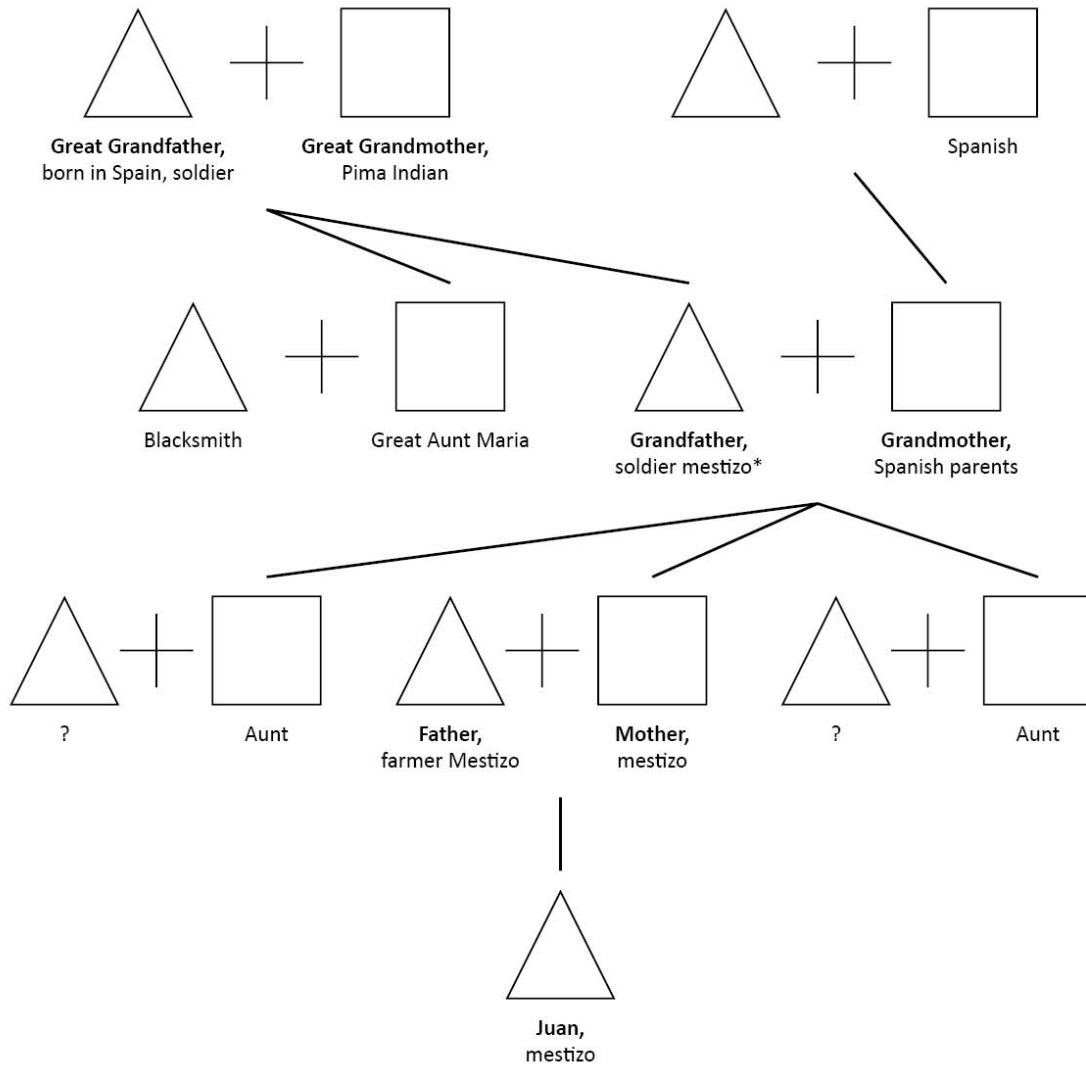 Great Grandfather,
born in Spain, soldier
Great Grandmother,
Pima Indian
Spanish
Blacksmith
Great Aunt Maria
Grandfather,
soldier mestizo*
Grandmother,
Spanish parents
?
Aunt
Father,
farmer Mestizo
Mother,
mestizo
?
Aunt
Juan,
mestizo